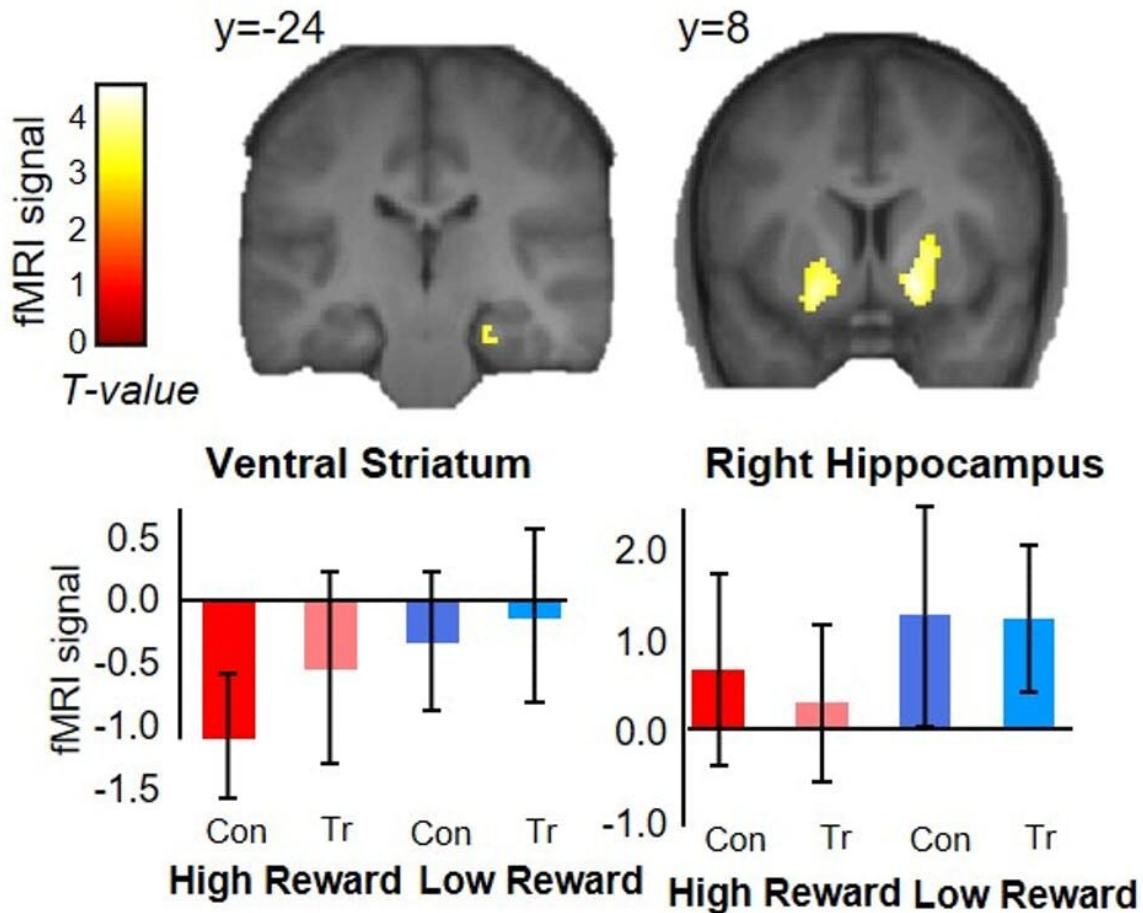 y=-24
y=8
fMRI signal
4
3
2
1
0
T-value
Ventral Striatum
fMRI signal
0.5
0.0
-0.5
-1.0
-1.5
Con Tr Con Tr
High Reward Low Reward
Right Hippocampus
2.0
1.0
0.0
-1.0
Con Tr Con Tr
High Reward Low Reward